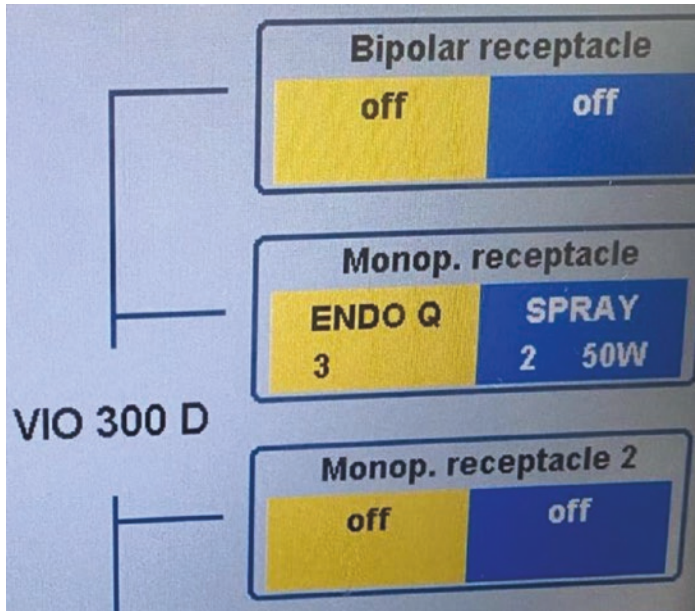 Bipolar receptacle
off off
Monop. receptacle
ENDO Q SPRAY
3 2 50W
VIO 300 D
Monop. receptacle 2
off off